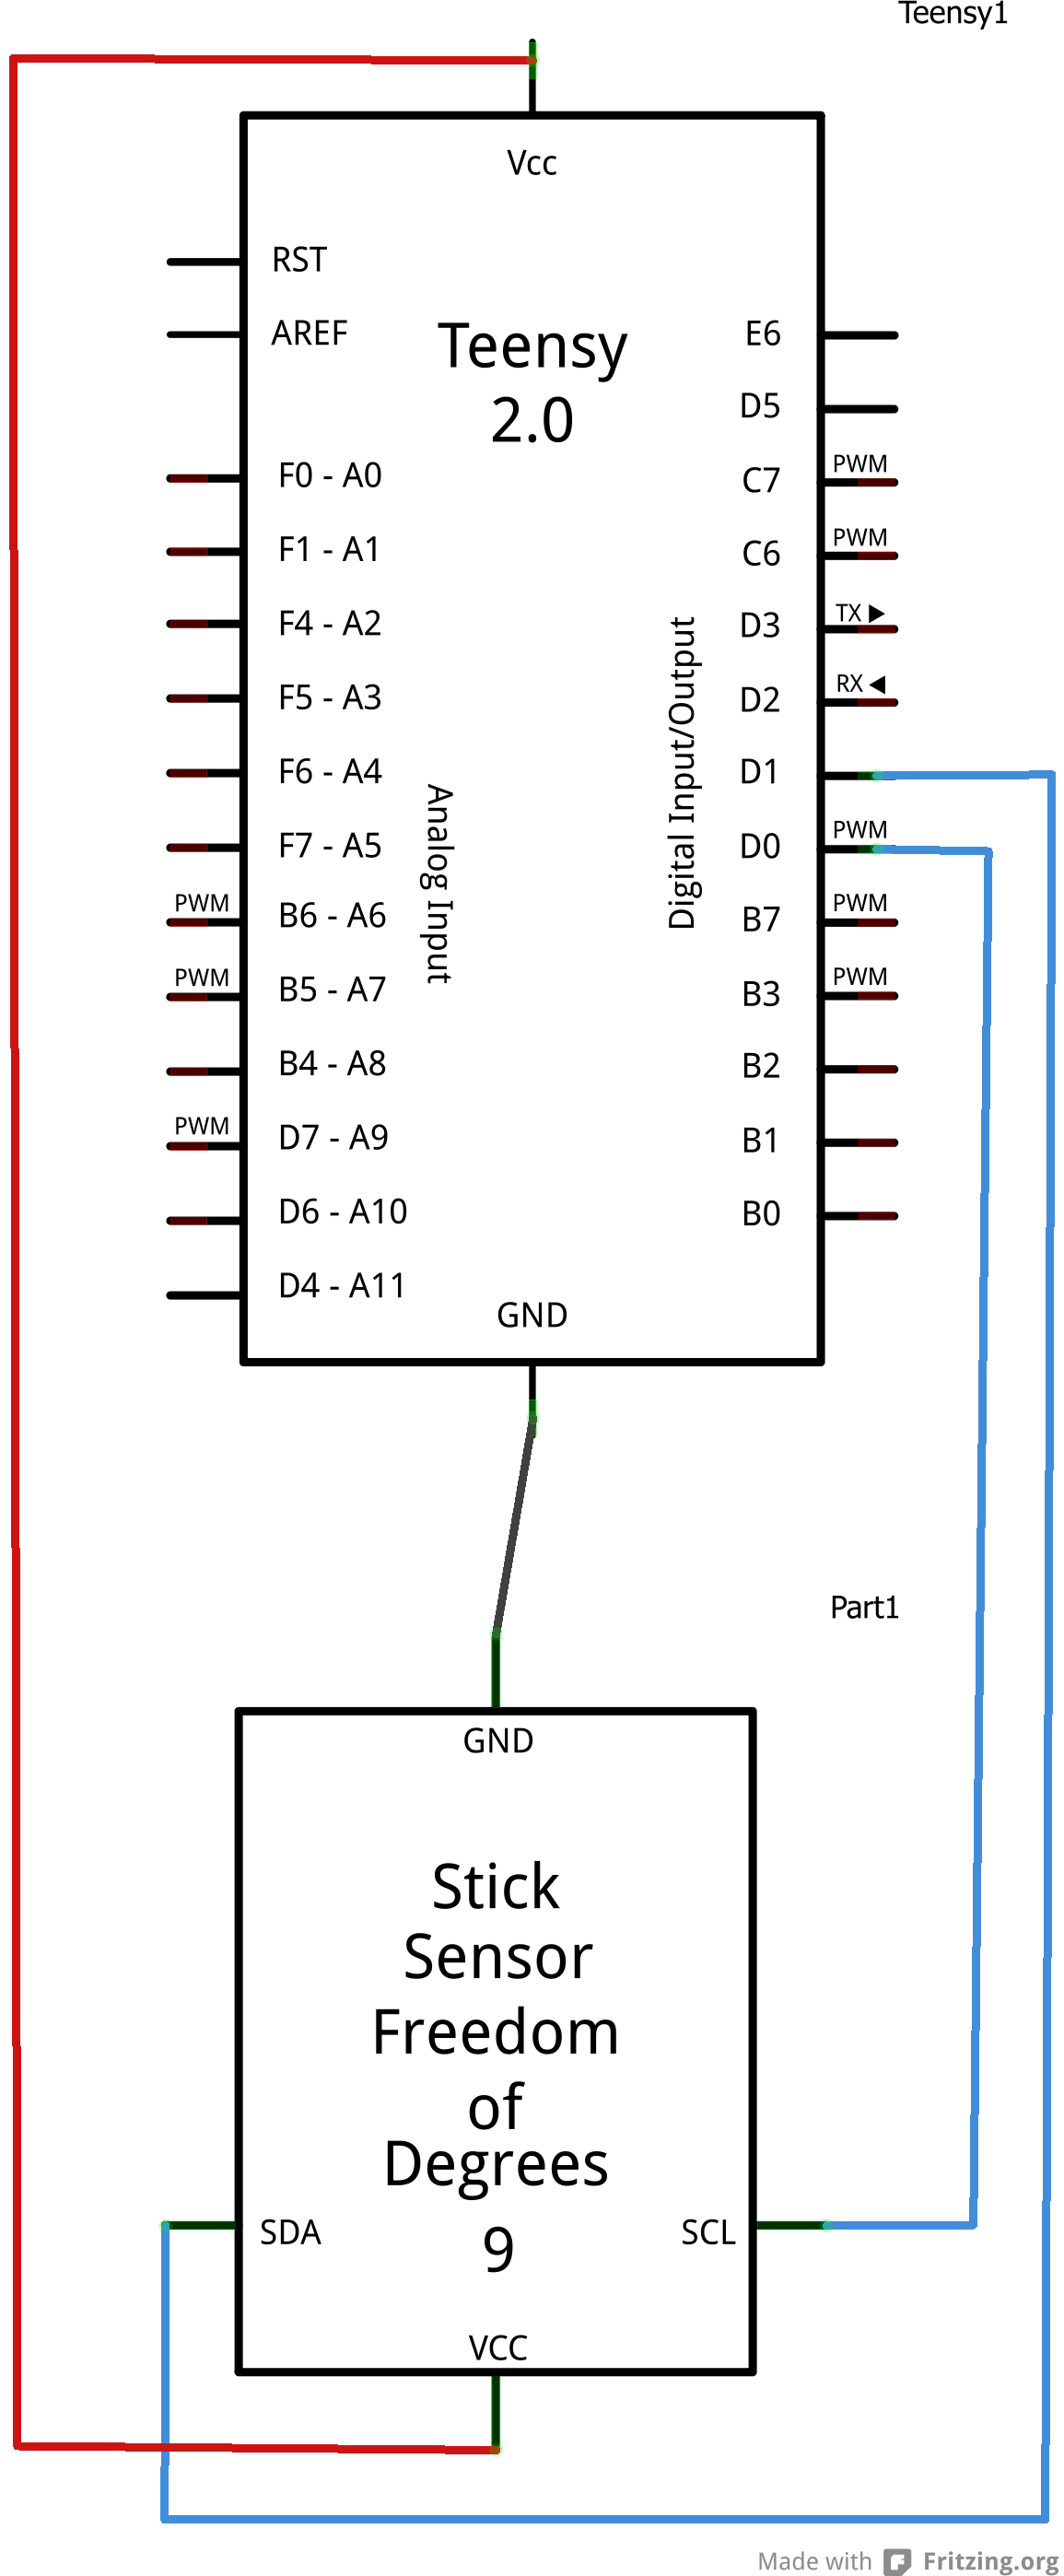 Teensy1
Vcc
RST
AREF
Teensy
2.0
E6
D5
F0 - A0
PWM
C7
F1 - A1
PWM
C6
F4 - A2
TX
D3
F5 - A3
RX
D2
F6 - A4
D1
F7 - A5
PWM
D0
PWM
B6 - A6
PWM
B7
PWM
B5 - A7
PWM
B3
B4 - A8
B2
PWM
D7 - A9
B1
D6 - A10
B0
D4 - A11
Analog Input
Digital Input/Output
GND
Part1
GND
Stick
Sensor
Freedom
of
Degrees
9
SDA
SCL
VCC
Made with Fritzing.org